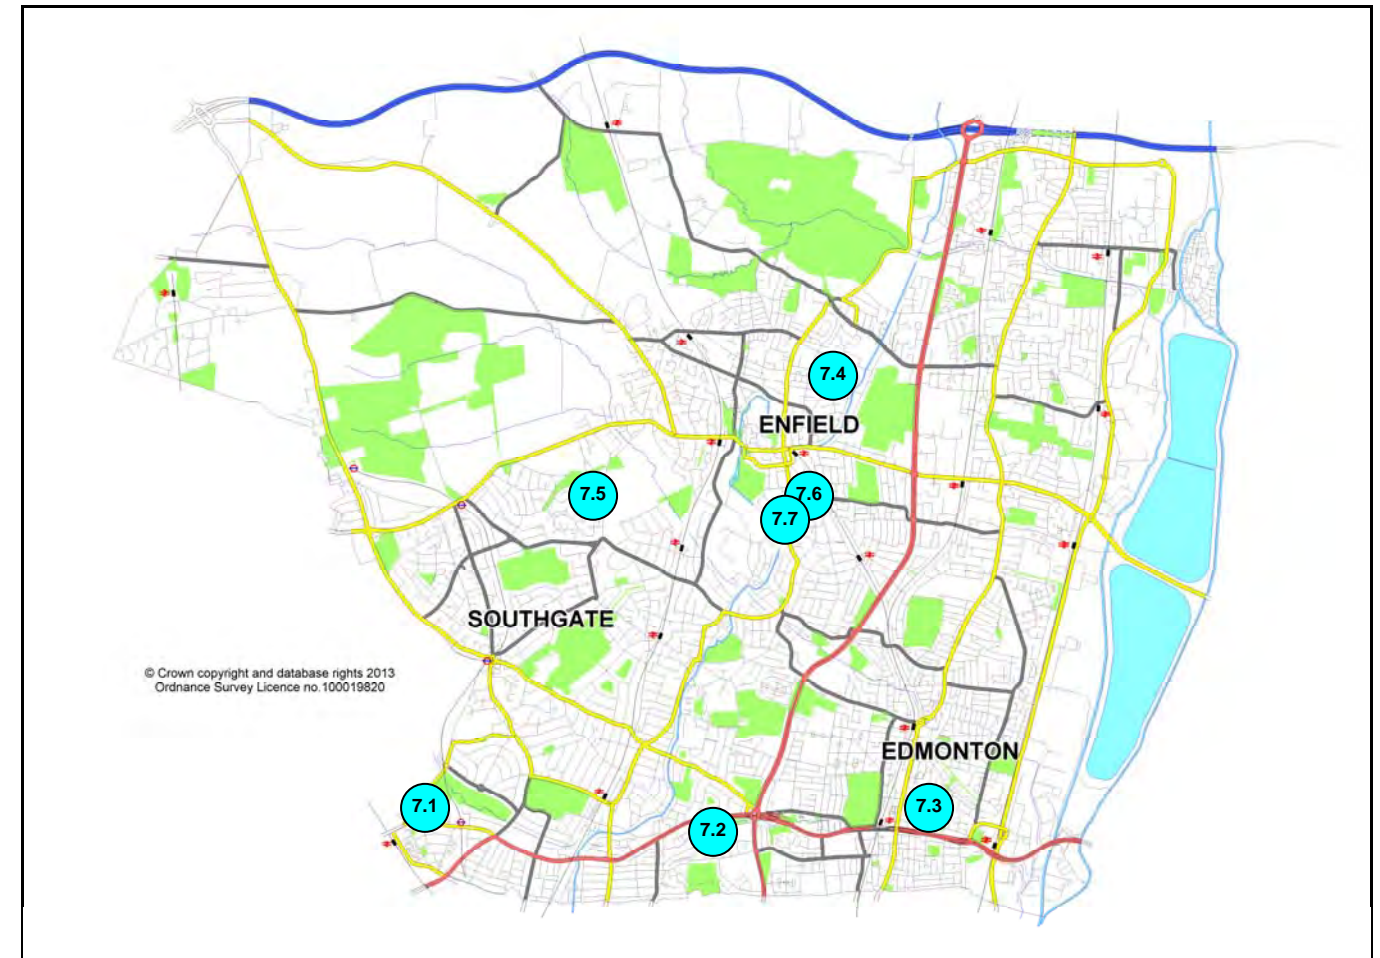 7.4
ENFIELD
7.5
7.6
7.7
SOUTHGATE
© Crown copyright and database rights 2013
Ordnance Survey Licence no.100019820
EDMONTON
7.1
7.3
7.2